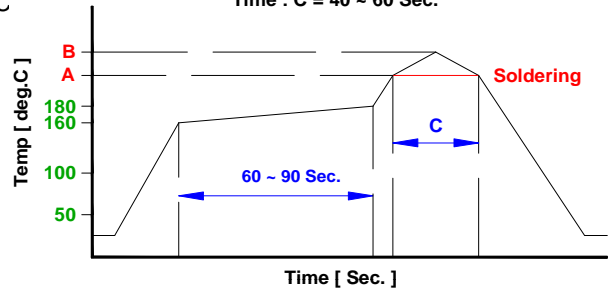 Time : C = 40 ~ 60 Sec.
B
A
Soldering
180
160
C
100
60 ~ 90 Sec.
50
Temp [ deg.C ]
Time [ Sec. ]